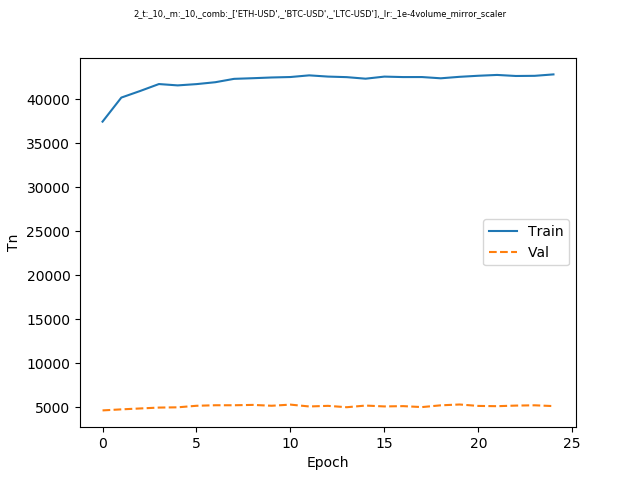 2_t:_10,_m:_10,_comb:_['ETH-USD',_'BTC-USD',_'LTC-USD'],_lr:_1e-4volume_mirror_scaler
40000
35000
30000
25000
20000
15000
10000
5000
Tn
Train
Val
0 5 10 15 20 25
Epoch